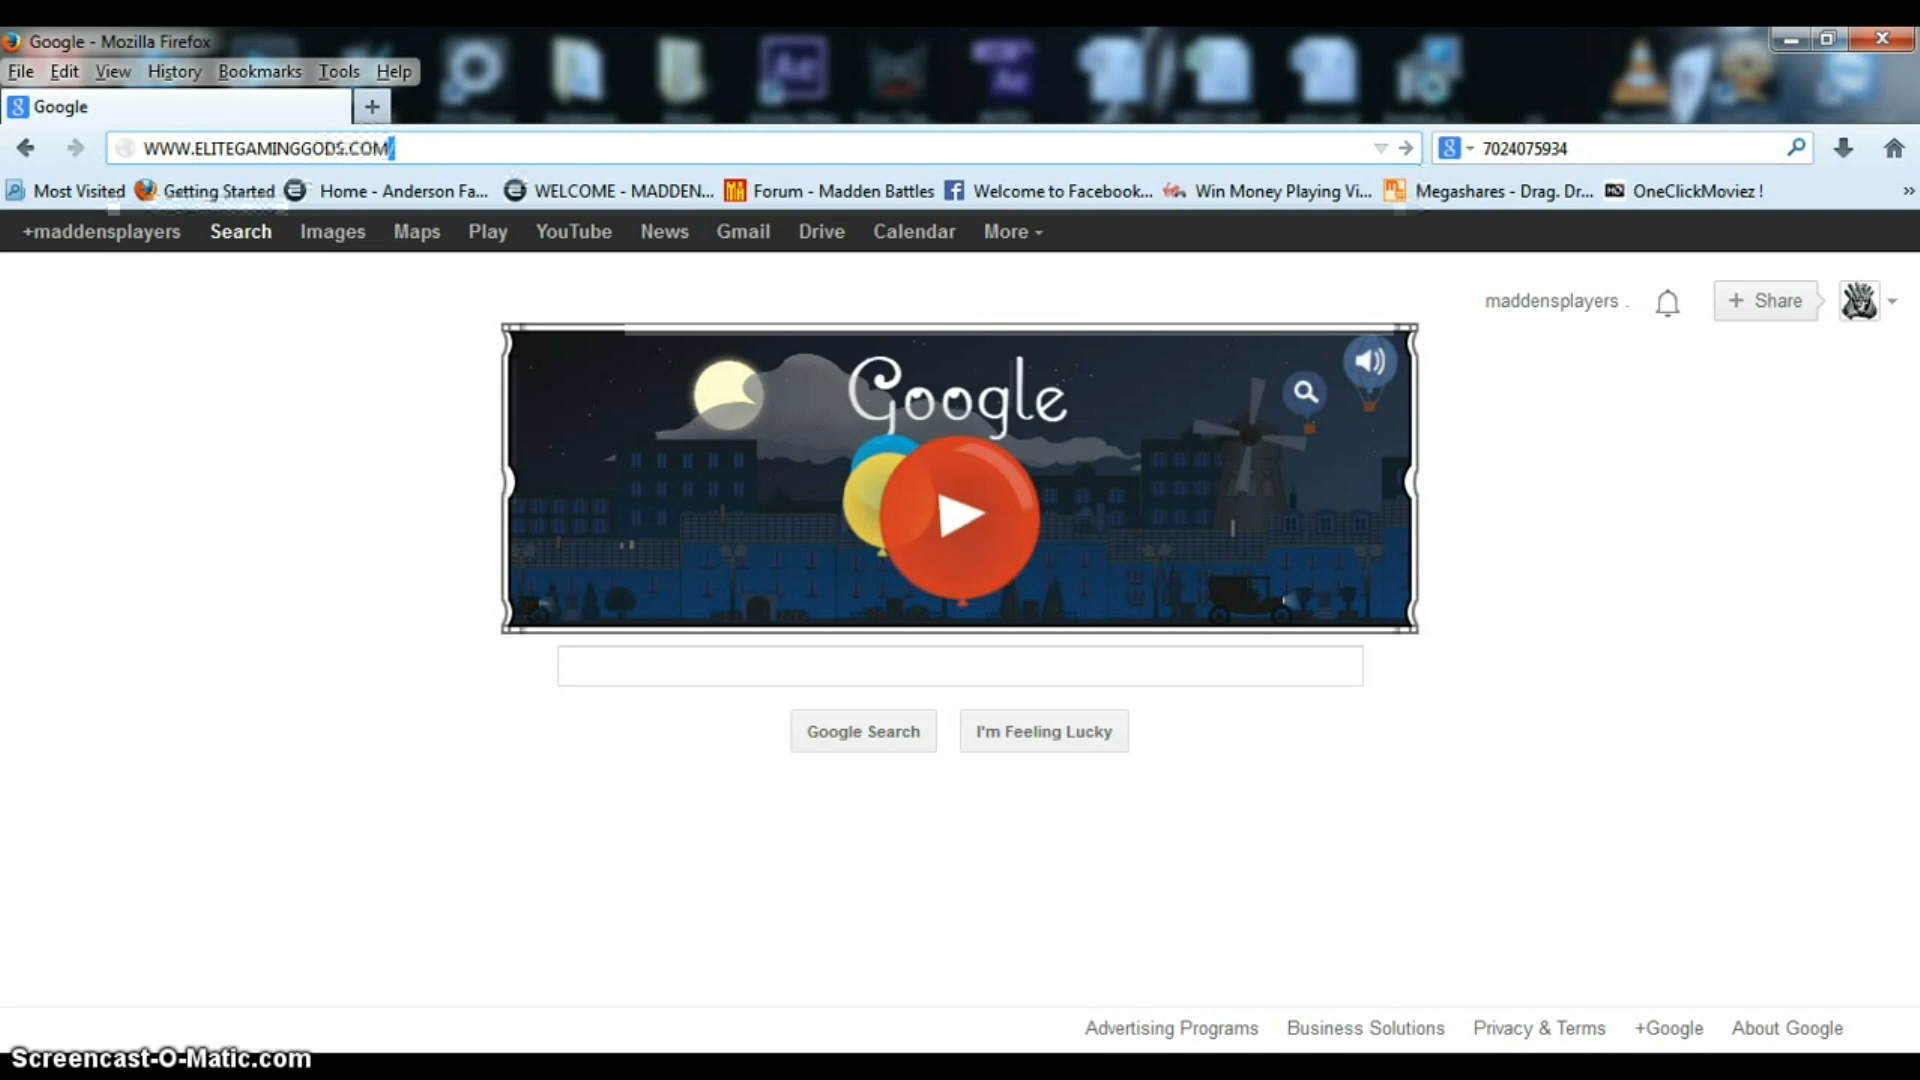 Google - Mozilla Firefox
File Edit View History Bookmarks Tools Help
Google
WWW.ELITEGAMINGGODS.COM/
7024075934
Most Visited Getting Started Home - Anderson Fa... WELCOME - MADDEN... Forum - Madden Battles Welcome to Facebook... Win Money Playing Vi... Megashares - Drag. Dr... OneClickMoviez ! »
+maddensplayers Search Images Maps Play YouTube News Gmail Drive Calendar More
maddensplayers . + Share
Google
Google Search I'm Feeling Lucky
Advertising Programs Business Solutions Privacy & Terms +Google About Google
Screencast-O-Matic.com